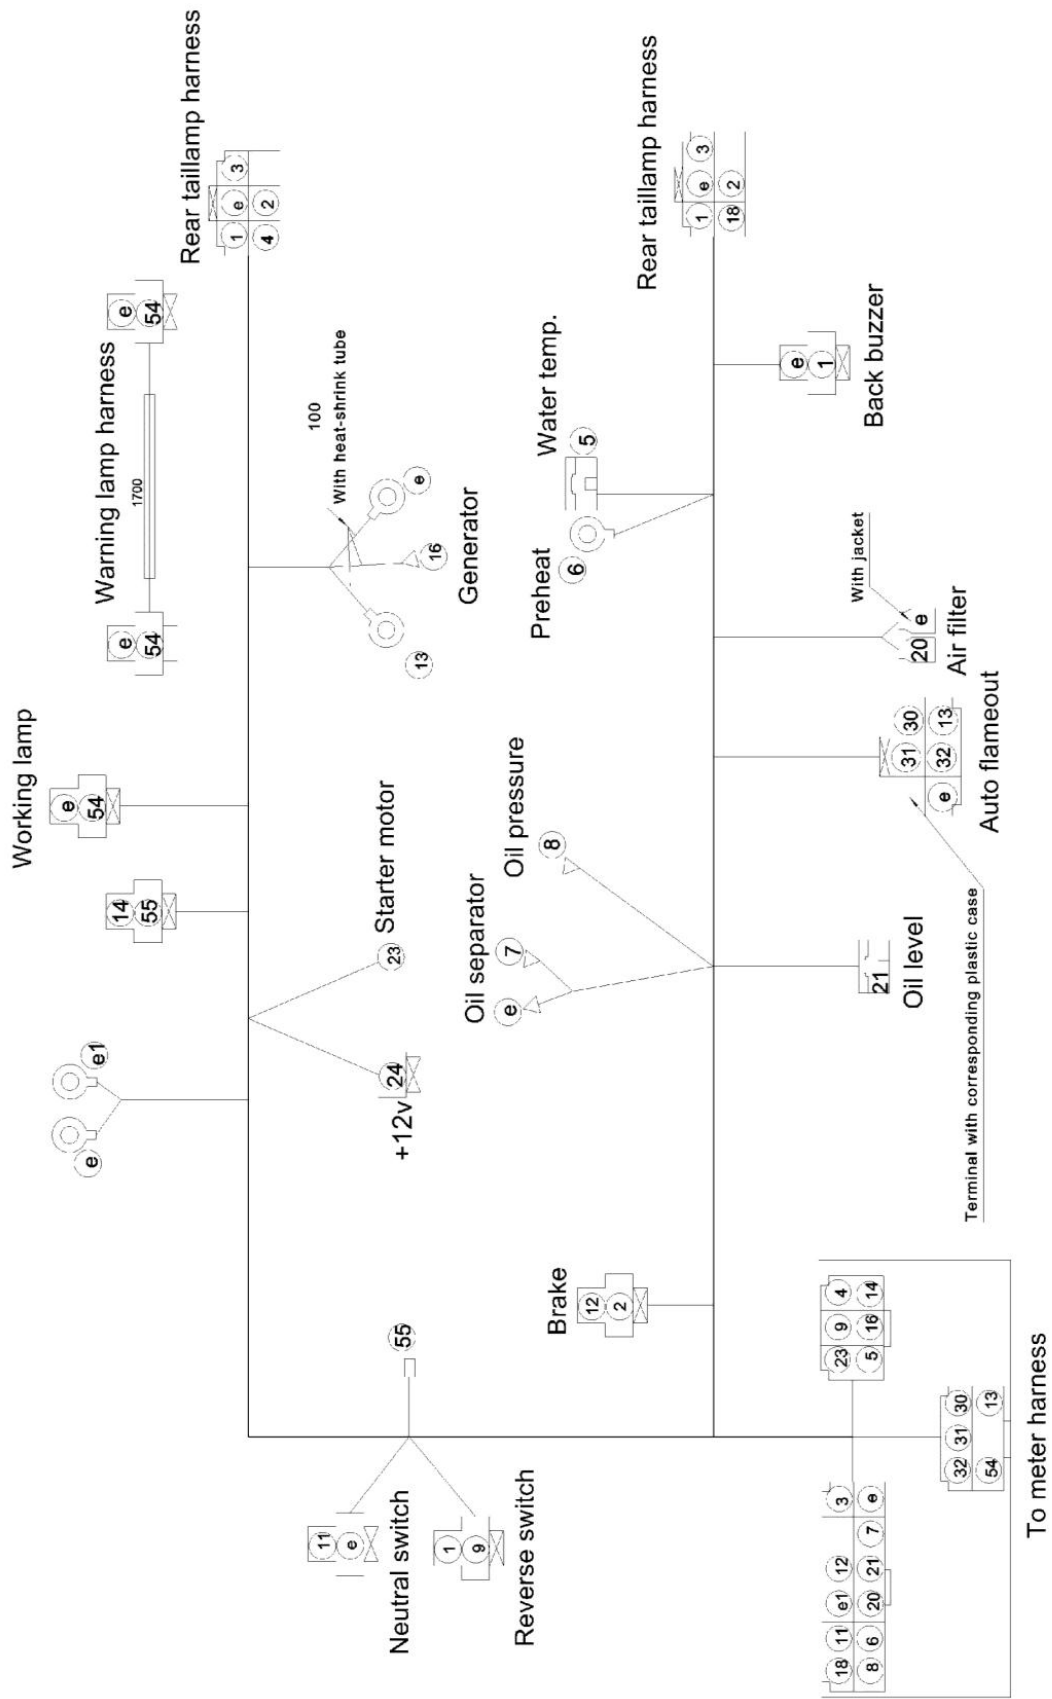 Working lamp
e
54
14
55
e
e1
Warning lamp harness
e
54
1700
e
54
Rear taillamp harness
1 e 3
4 2
100
With heat-shrink tube
13
16
e
Generator
Starter motor
23
24
+12v
55
11
e
Neutral switch
1
9
Reverse switch
Oil separator
e
7
Oil pressure
8
Preheat
6
Water temp.
5
Rear taillamp harness
1 e 3
18 2
Brake
12
2
e
1
Back buzzer
With jacket
20 e
Air filter
31 30
e 32 13
Auto flameout
21
Oil level
Terminal with corresponding plastic case
18 11 e1 12 3
8 6 20 21 7 e
23 9 4
5 16 14
32 31 30
54 13
To meter harness